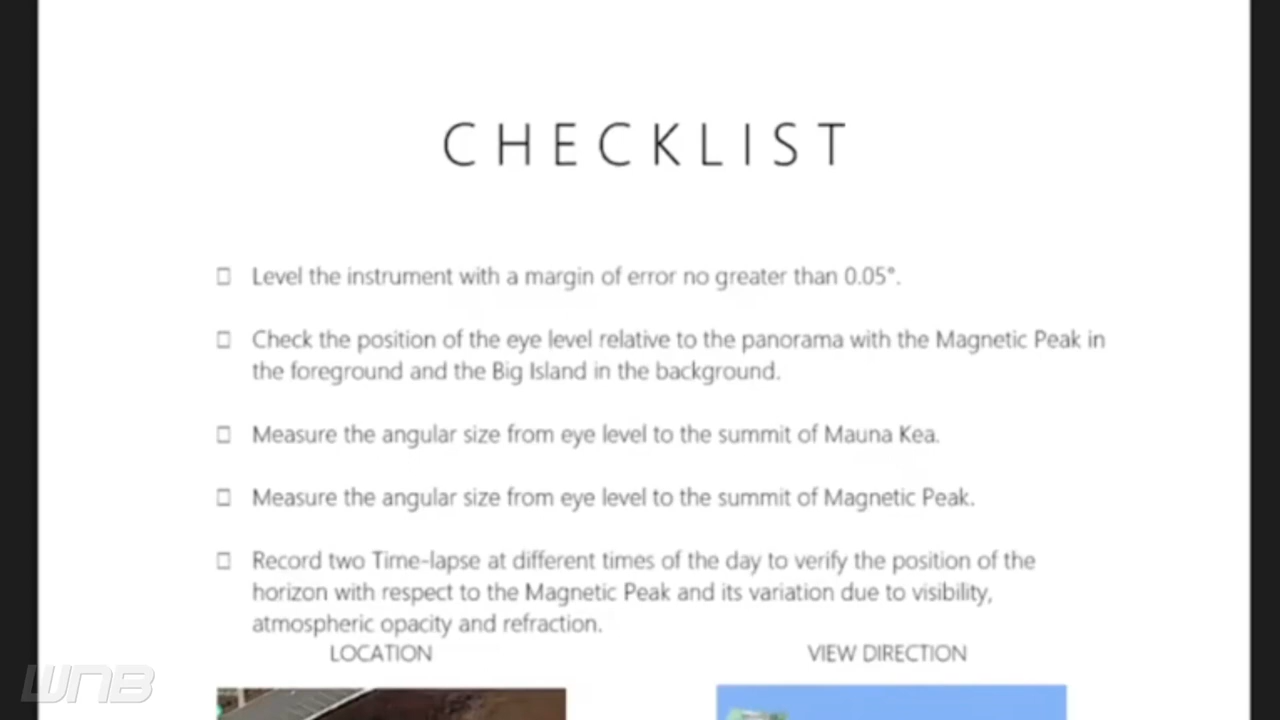 CHECKLIST
Level the instrument with a margin of error no greater than 0.05°.
Check the position of the eye level relative to the panorama with the Magnetic Peak in
the foreground and the Big Island in the background.
Measure the angular size from eye level to the summit of Mauna Kea.
Measure the angular size from eye level to the summit of Magnetic Peak.
Record two Time-lapse at different times of the day to verify the position of the
horizon with respect to the Magnetic Peak and its variation due to visibility,
atmospheric opacity and refraction.
LOCATION
VIEW DIRECTION
WNB